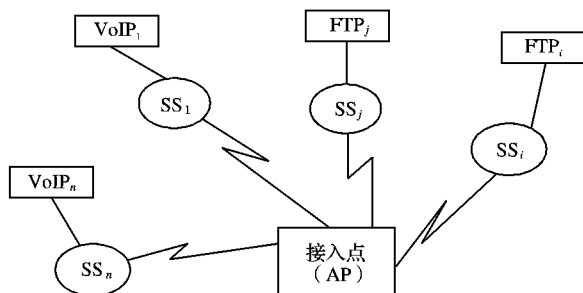 VoIP₁
FTPⱼ
FTPᵢ
SS₁
SSⱼ
SSᵢ
VoIPₙ
SSₙ
接入点
（AP）